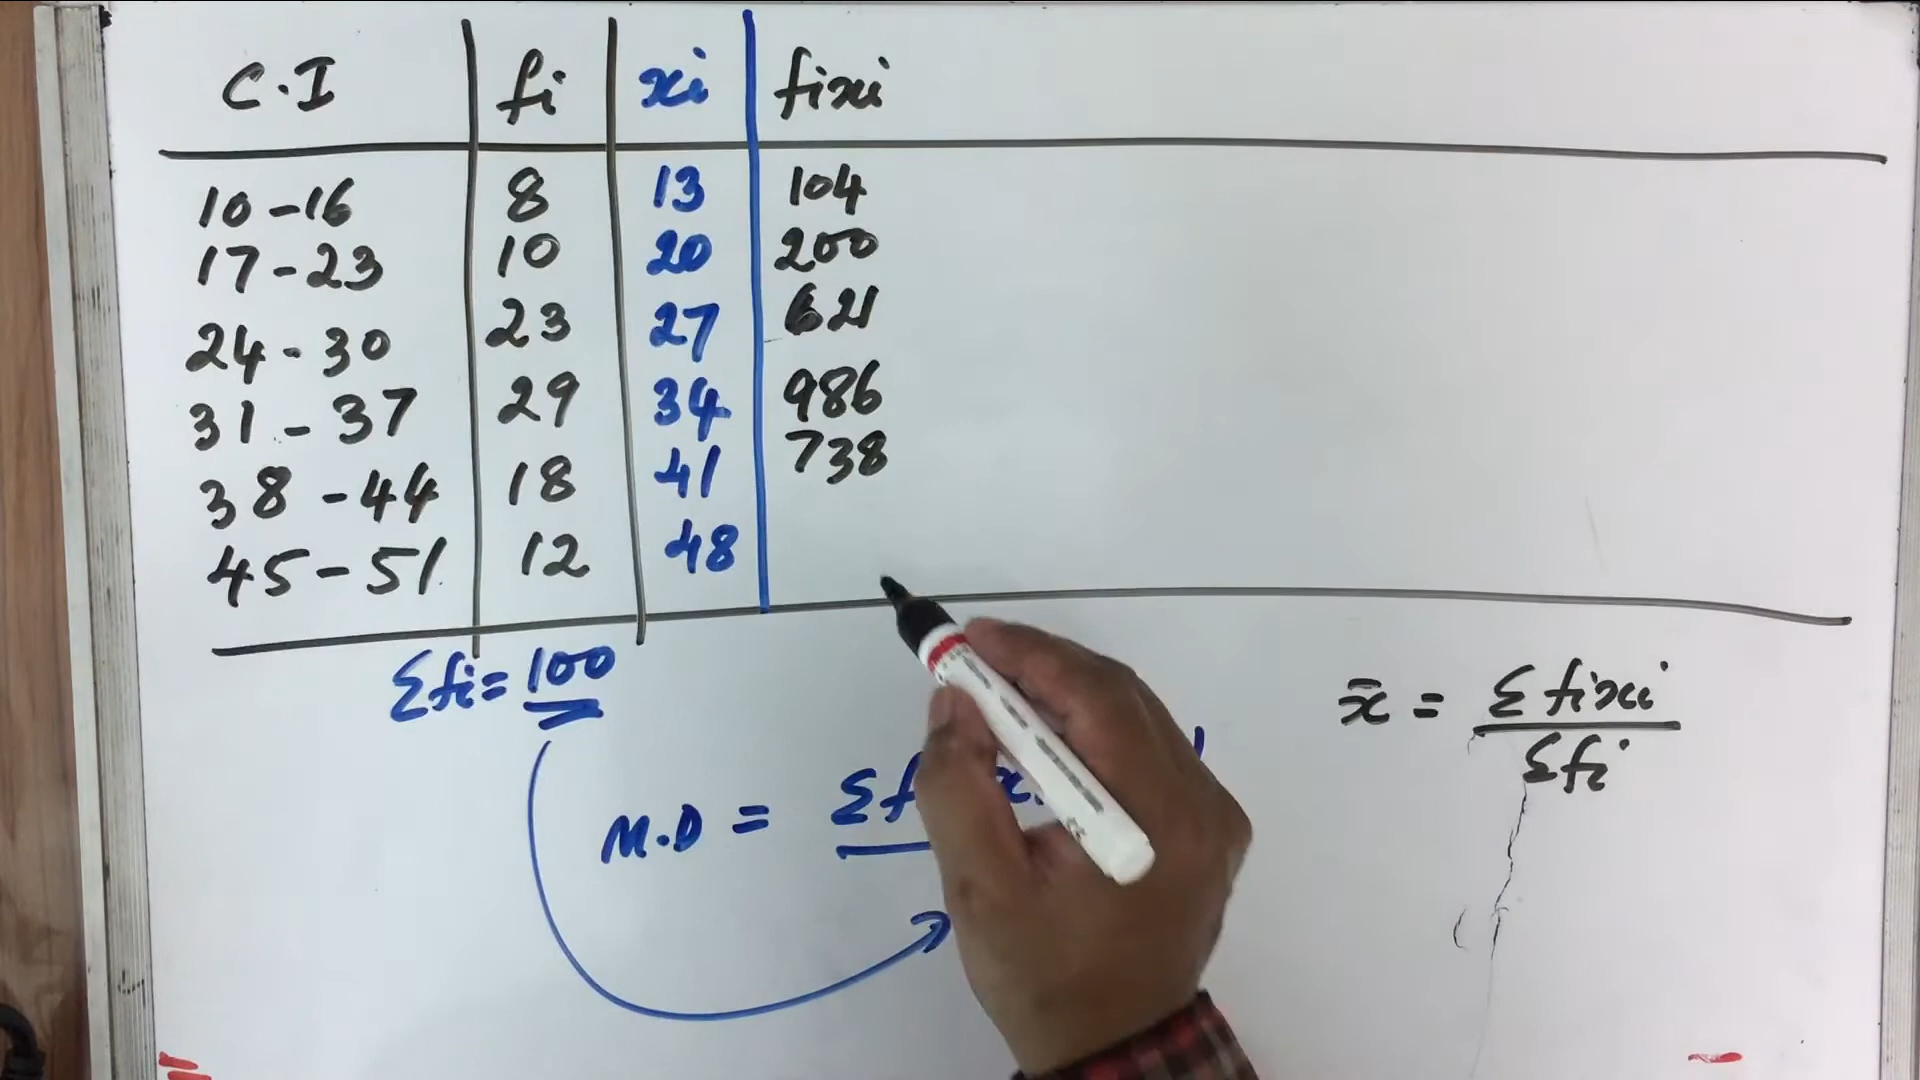 C.I fi xi fixi
10-16 8 13 104
17-23 10 20 200
24-30 23 27 621
31-37 29 34 986
38-44 18 41 738
45-51 12 48
Σfi = 100
x̄ = Σfixi / Σfi
M.D = Σf